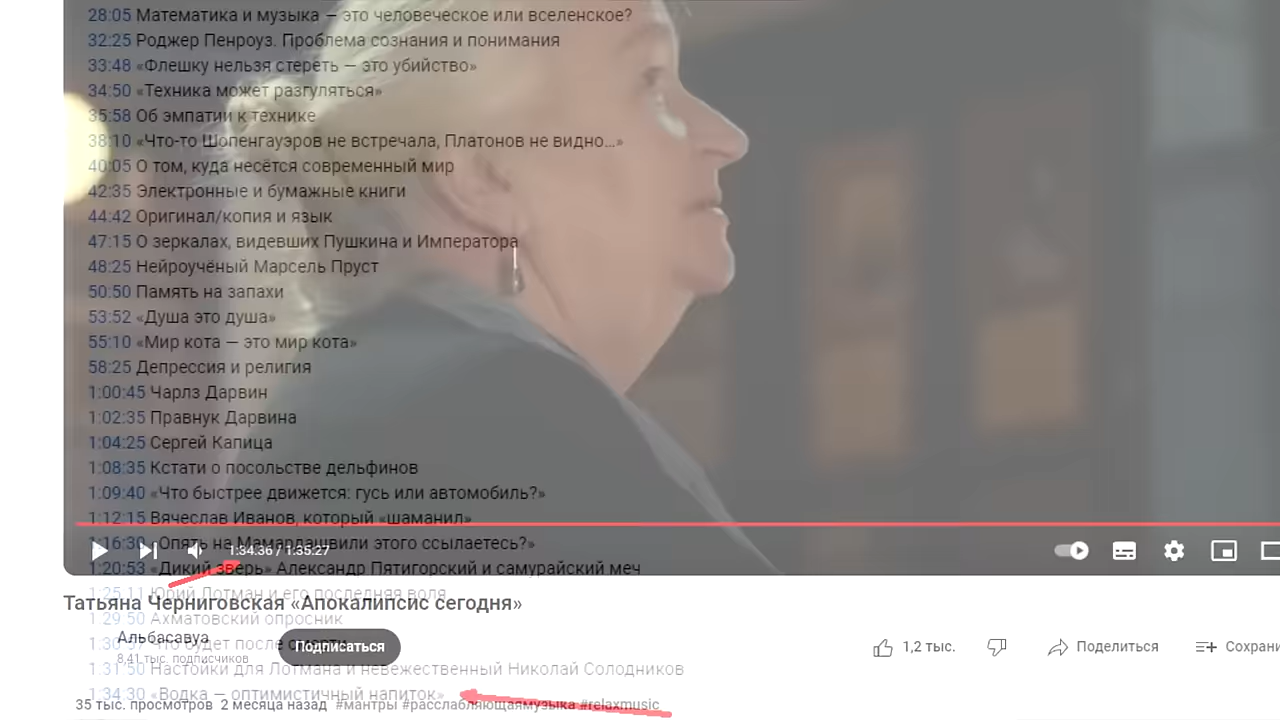 28:05 Математика и музыка — это человеческое или вселенское?
32:25 Роджер Пенроуз. Проблема сознания и понимания
33:48 «Флешку нельзя стереть — это убийство»
34:50 «Техника может разгуляться»
35:58 Об эмпатии к технике
38:10 «Что-то Шопенгауэров не встречала, Платонов не видно...»
40:05 О том, куда несётся современный мир
42:35 Электронные и бумажные книги
44:42 Оригинал/копия и язык
47:15 О зеркалах, видевших Пушкина и Императора
48:25 Нейроучёный Марсель Пруст
50:50 Память на запахи
53:52 «Душа это душа»
55:10 «Мир кота — это мир кота»
58:25 Депрессия и религия
1:00:45 Чарлз Дарвин
1:02:35 Правнук Дарвина
1:04:25 Сергей Капица
1:08:35 Кстати о посольстве дельфинов
1:09:40 «Что быстрее движется: гусь или автомобиль?»
1:12:15 Вячеслав Иванов, который «шаманил»
1:16:30 «Опять на Мамардашвили этого ссылаетесь?»
1:34:36 / 1:35:27
1:20:53 «Дикий зверь» Александр Пятигорский и самурайский меч
1:25:11 Юрий Лотман и его последняя воля
Татьяна Черниговская «Апокалипсис сегодня»
1:29:50 Ахматовский опросник
Альбасавуа
1:30:57 Что будет после смерти
Подписаться
1,2 тыс.
Поделиться
Сохрани
8,41 тыс. подписчиков
1:31:50 Настойки для Лотмана и невежественный Николай Солодников
1:34:30 «Водка — оптимистичный напиток»
35 тыс. просмотров 2 месяца назад #мантры #расслабляющаямузыка #relaxmusic